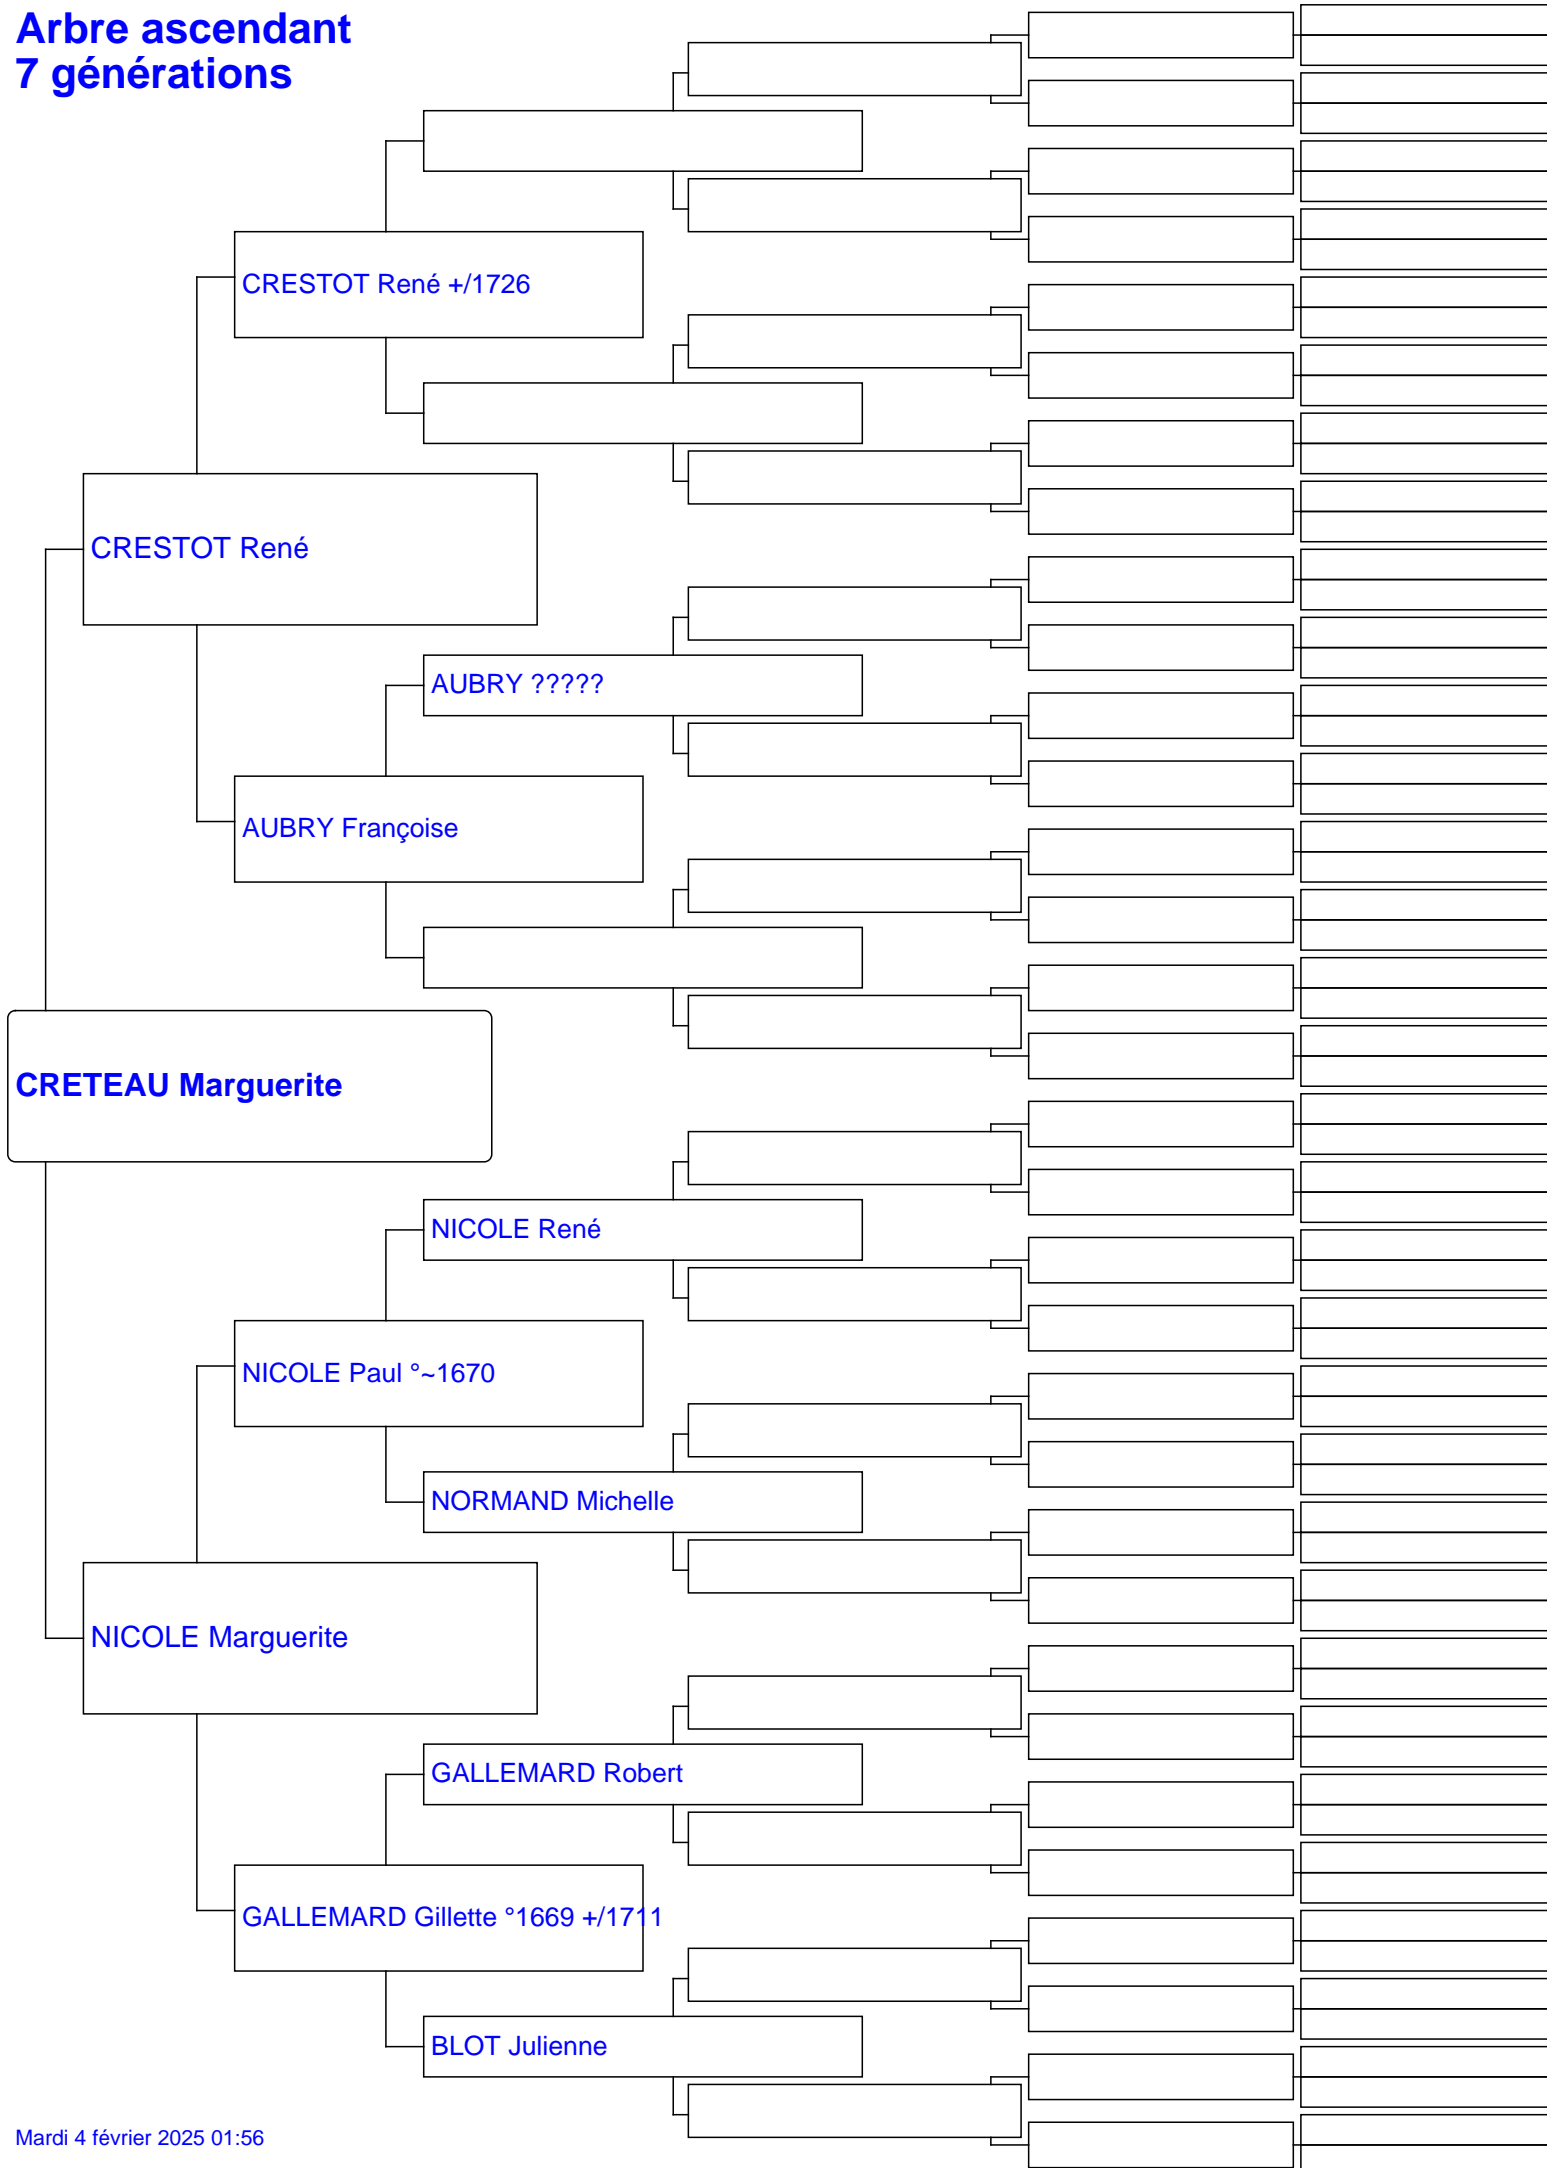 Arbre ascendant
7 générations
CRESTOT René +/1726
CRESTOT René
AUBRY ?????
AUBRY Françoise
CRETEAU Marguerite
NICOLE René
NICOLE Paul °~1670
NORMAND Michelle
NICOLE Marguerite
GALLEMARD Robert
GALLEMARD Gillette °1669 +/1711
BLOT Julienne
Mardi 4 février 2025 01:56